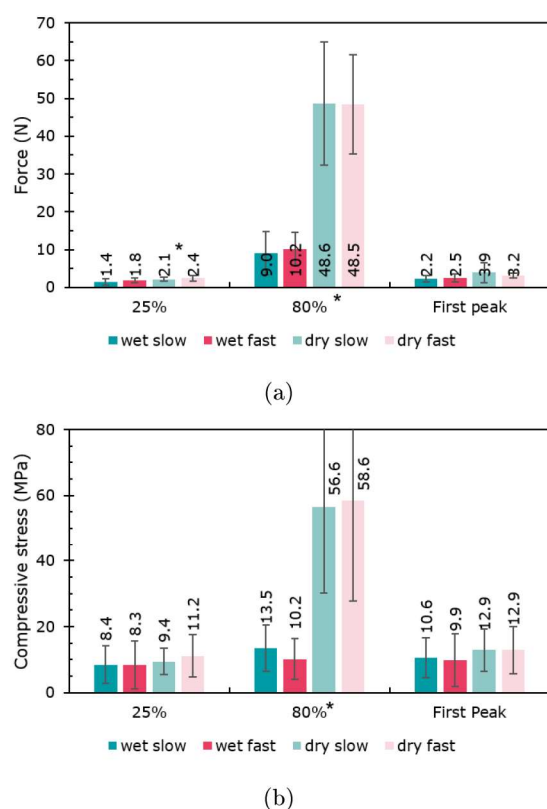 Force (N)
70
60
50
40
30
20
10
0
1.4 1.8 2.1 * 2.4 9.0 10.2 48.6 48.5 2.2 2.5 3.9 3.2
25% 80% * First peak
wet slow wet fast dry slow dry fast
(a)
Compressive stress (MPa)
80
60
40
20
0
8.4 8.3 9.4 11.2 13.5 10.2 56.6 58.6 10.6 9.9 12.9 12.9
25% 80%* First Peak
wet slow wet fast dry slow dry fast
(b)